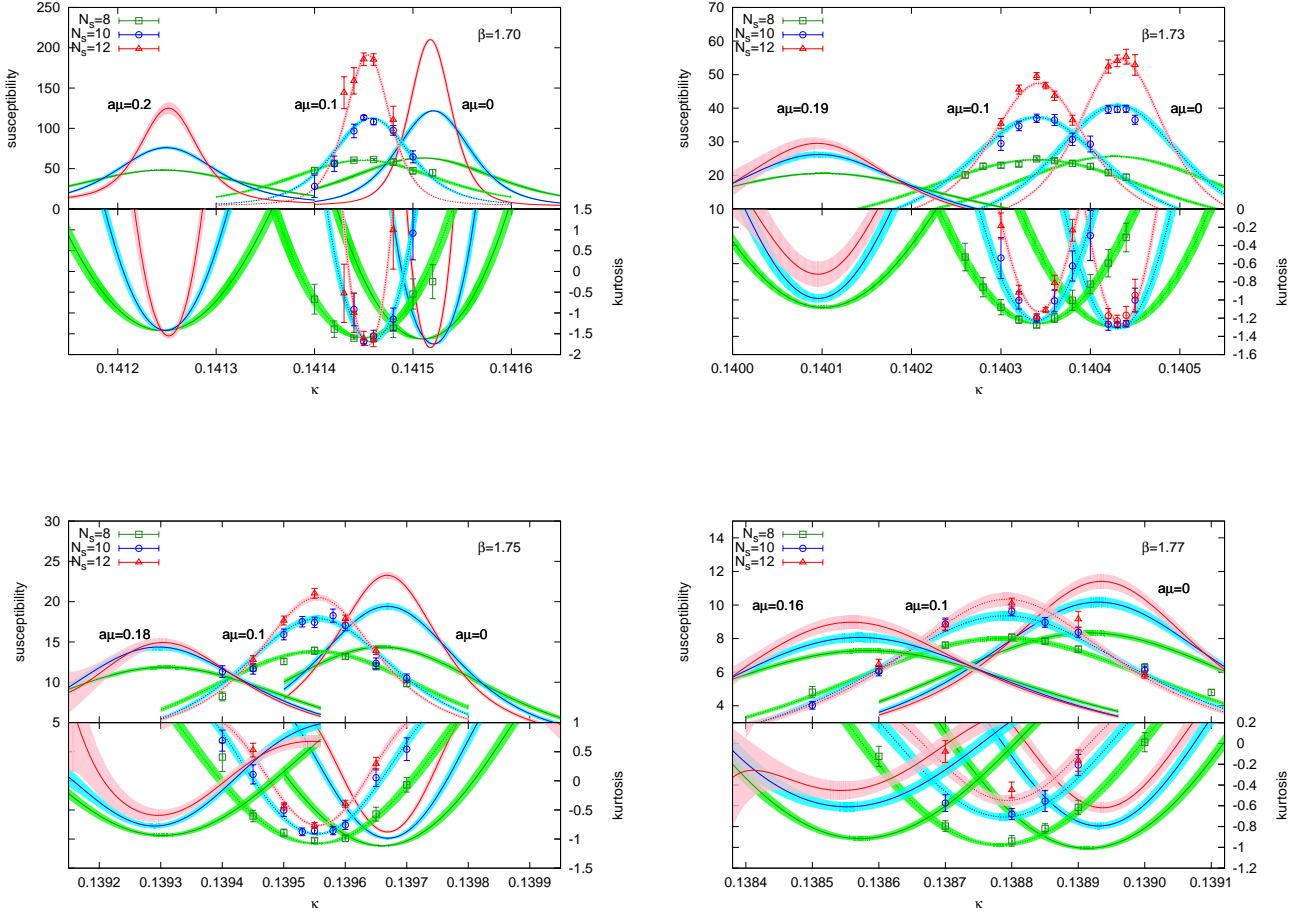 250
200
150
100
50
0
susceptibility
N_s=8
N_s=10
N_s=12
β=1.70
aμ=0.2
aμ=0.1
aμ=0
1.5
1
0.5
0
-0.5
-1
-1.5
-2
kurtosis
0.1412
0.1413
0.1414
0.1415
0.1416
κ
70
60
50
40
30
20
10
susceptibility
N_s=8
N_s=10
N_s=12
β=1.73
aμ=0.19
aμ=0.1
aμ=0
0
-0.2
-0.4
-0.6
-0.8
-1
-1.2
-1.4
-1.6
kurtosis
0.1400
0.1401
0.1402
0.1403
0.1404
0.1405
κ
30
25
20
15
10
5
susceptibility
N_s=8
N_s=10
N_s=12
β=1.75
aμ=0.18
aμ=0.1
aμ=0
1
0.5
0
-0.5
-1
-1.5
kurtosis
0.1392
0.1393
0.1394
0.1395
0.1396
0.1397
0.1398
0.1399
κ
14
12
10
8
6
4
susceptibility
N_s=8
N_s=10
N_s=12
β=1.77
aμ=0.16
aμ=0.1
aμ=0
0.2
0
-0.2
-0.4
-0.6
-0.8
-1
-1.2
kurtosis
0.1384
0.1385
0.1386
0.1387
0.1388
0.1389
0.1390
0.1391
κ